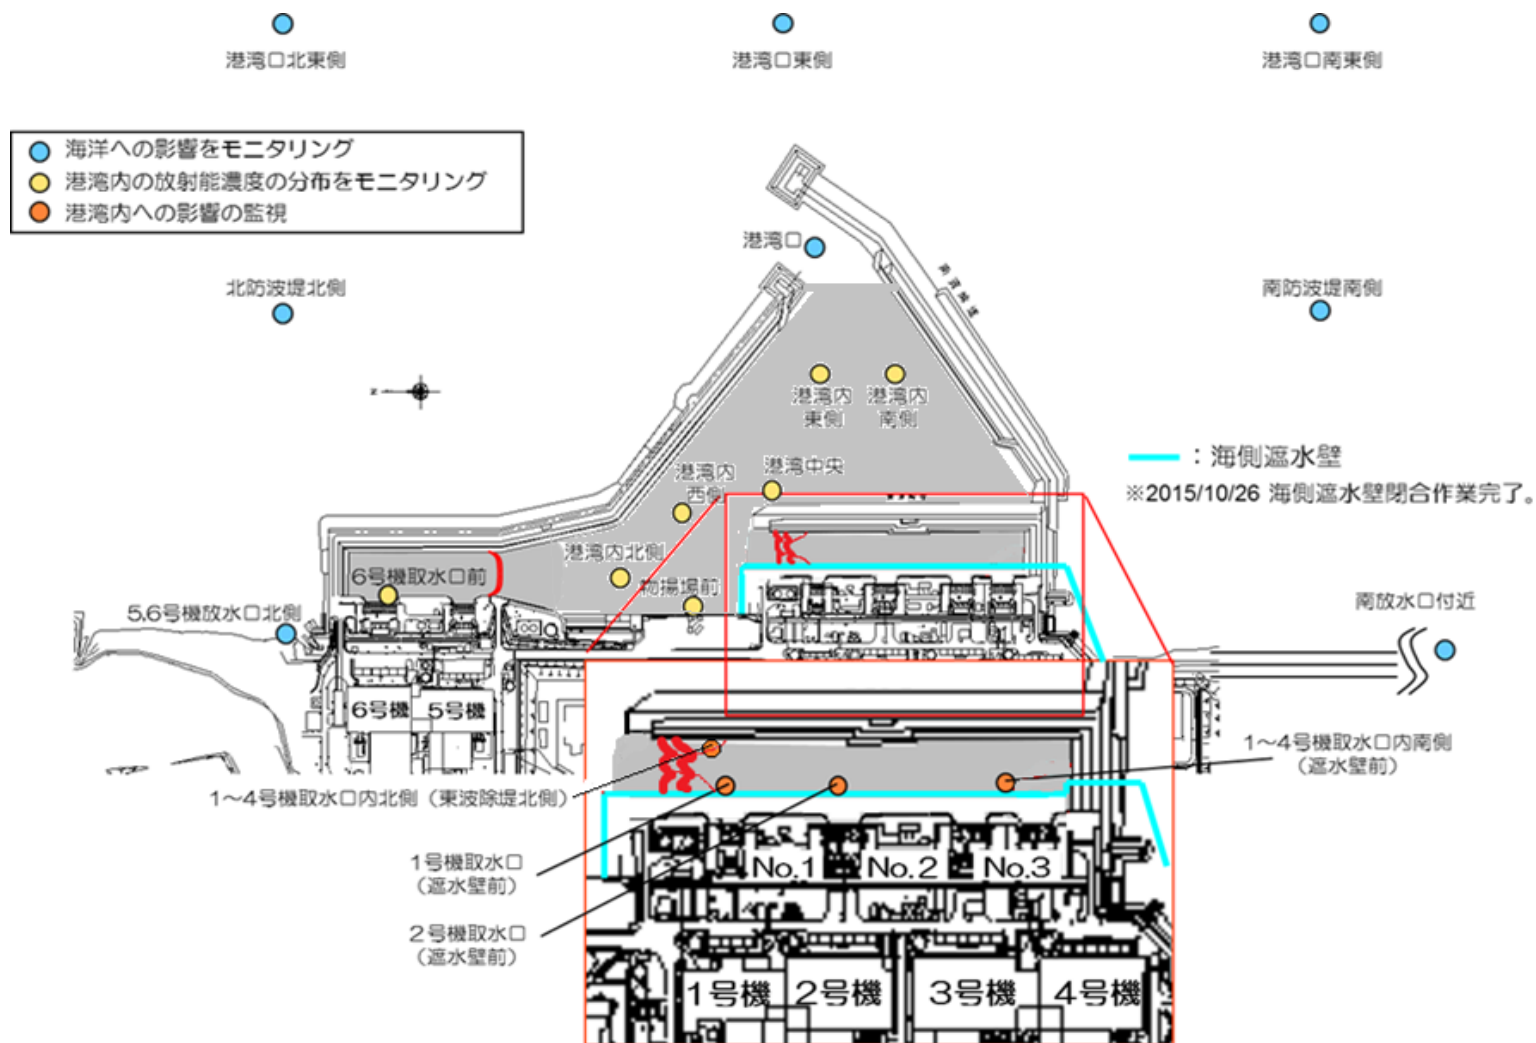 港湾口北東側
港湾口東側
港湾口南東側
海洋への影響をモニタリング
港湾内の放射能濃度の分布をモニタリング
港湾内への影響の監視
港湾口
北防波堤北側
南防波堤南側
南防波堤
N
港湾内
東側
港湾内
南側
港湾内
西側
港湾中央
:海側遮水壁
※2015/10/26 海側遮水壁閉合作業完了。
港湾内北側
6号機取水口前
物揚場前
5,6号機放水口北側
南放水口付近
6号機
5号機
1~4号機取水口内南側
(遮水壁前)
1~4号機取水口内北側(東波除堤北側)
1号機取水口
(遮水壁前)
No.1
No.2
No.3
2号機取水口
(遮水壁前)
1号機
2号機
3号機
4号機